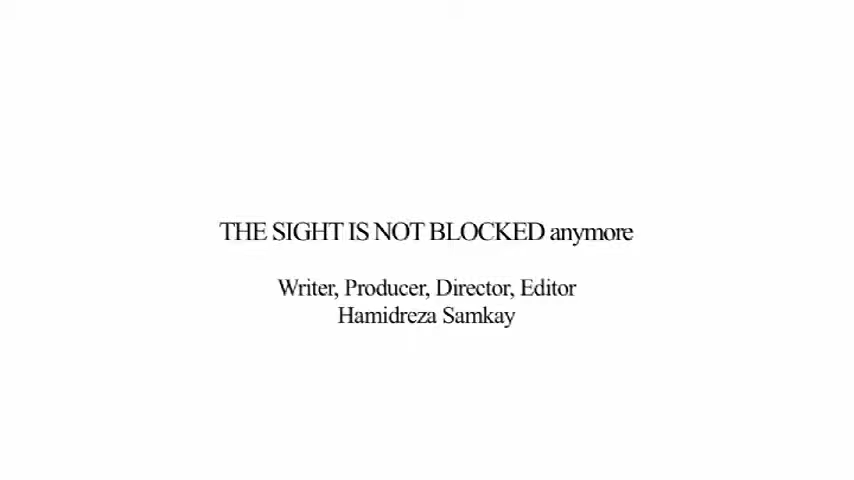 THE SIGHT IS NOT BLOCKED anymore
Writer, Producer, Director, Editor
Hamidreza Samkay